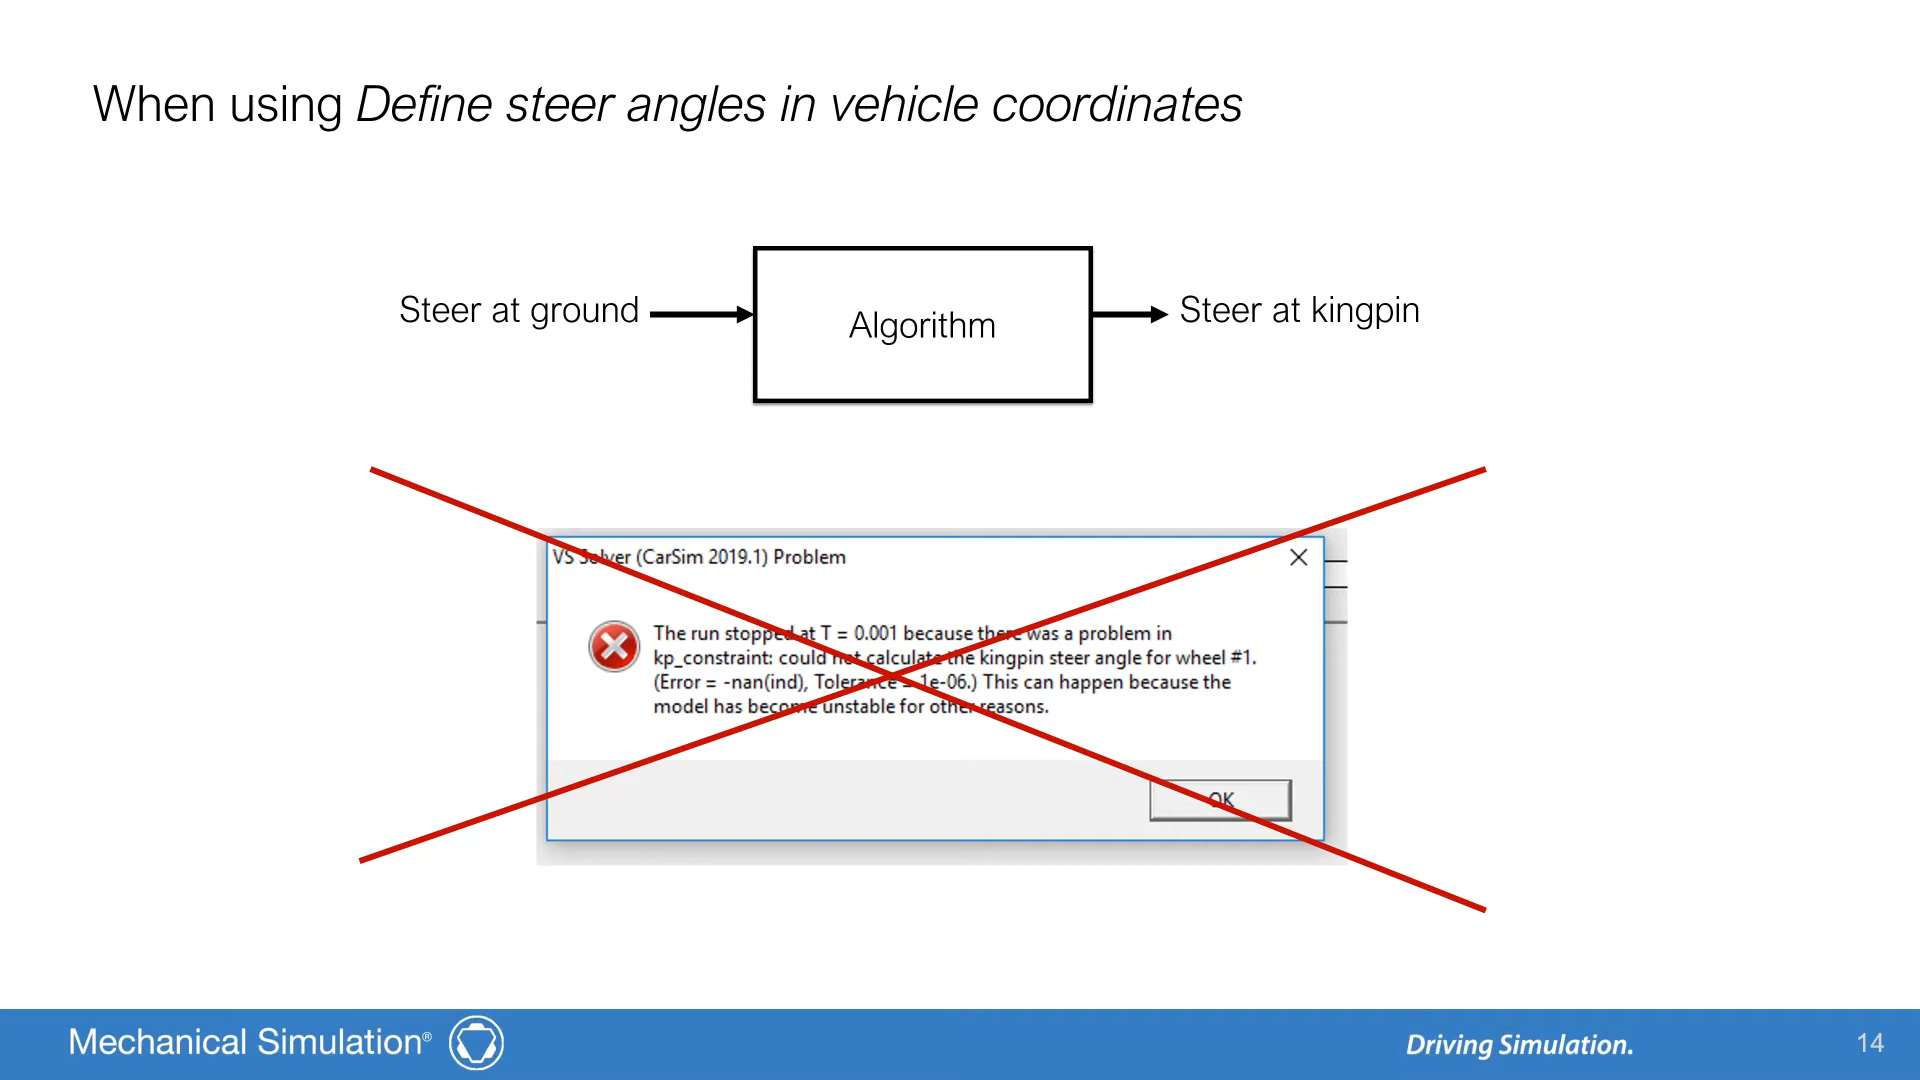 When using Define steer angles in vehicle coordinates
Steer at ground
Algorithm
Steer at kingpin
VS Solver (CarSim 2019.1) Problem
The run stopped at T = 0.001 because there was a problem in
kp_constraint: could not calculate the kingpin steer angle for wheel #1.
(Error = -nan(ind), Tolerance = 1e-06.) This can happen because the
model has become unstable for other reasons.
OK
Mechanical Simulation®
Driving Simulation.
14